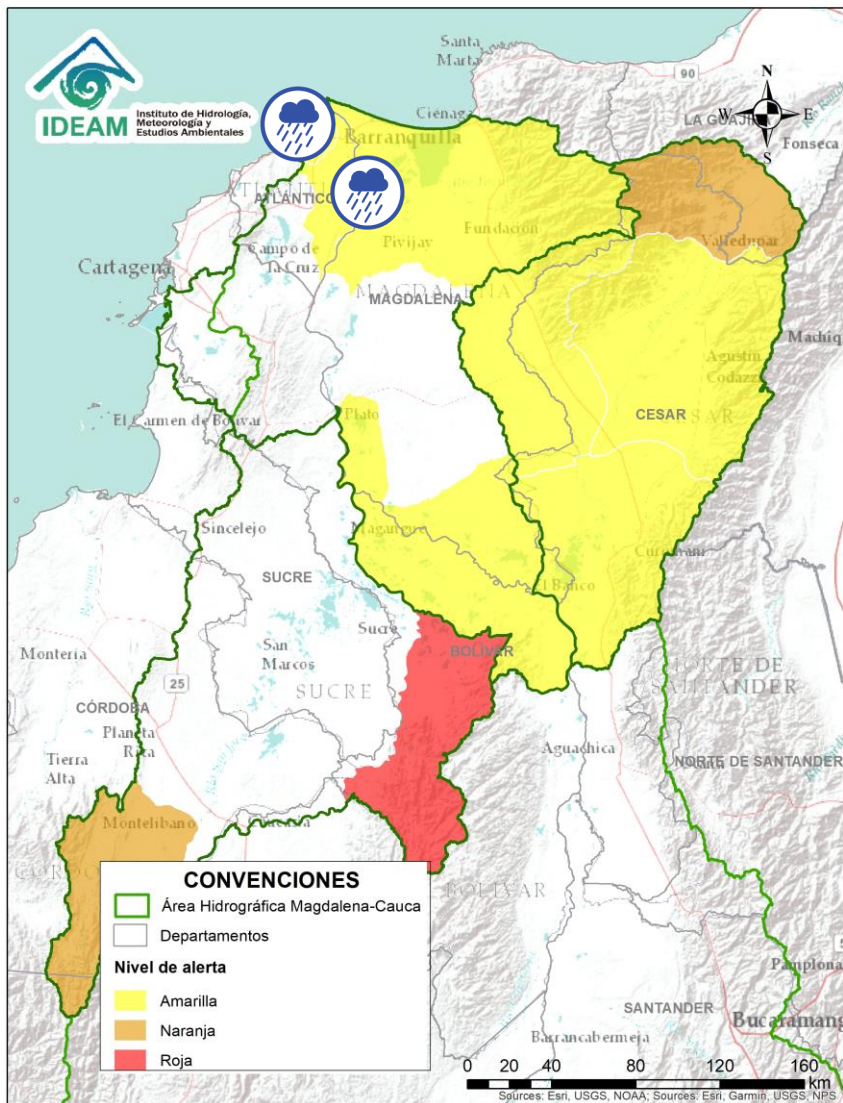 IDEAM
Instituto de Hidrología,
Meteorología y
Estudios Ambientales
Santa
Marta
90
N
W
E
S
Ciénaga
LA GUAJI
Fonseca
Barranquilla
ATLÁNTICO
Valledupar
Fundación
Pivijay
Campo de
la Cruz
Cartagena
MAGDALENA
Machiq
Agustín
Codazzi
CESAR
El Carmen de Bolívar
Plato
Sincelejo
Magangué
SUCRE
El Banco
Sucre
San
Marcos
BOLÍVAR
SUCRE
Montería
25
CÓRDOBA
Planeta
Rica
Tierra
Alta
NORTE DE
SANTANDER
Aguachica
NORTE DE SANTANDER
Montelíbano
BOLÍVAR
CONVENCIONES
Área Hidrográfica Magdalena-Cauca
Departamentos
Nivel de alerta
Amarilla
Naranja
Roja
Pamplona
SANTANDER
Bucaramang
Barrancabermeja
0 20 40 80 120 160
km
Sources: Esri, USGS, NOAA; Sources: Esri, Garmin, USGS, NPS